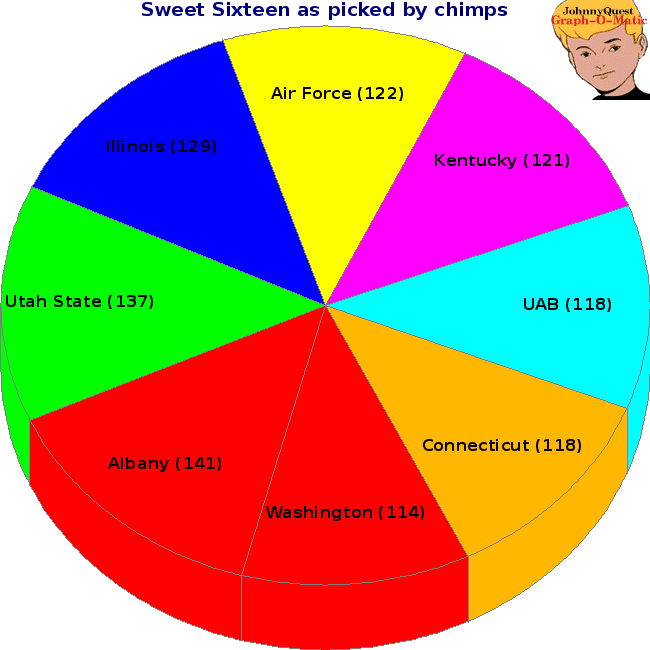 Sweet Sixteen as picked by chimps
JohnnyQuest
Graph-O-Matic
Air Force (122)
Illinois (129)
Kentucky (121)
Utah State (137)
UAB (118)
Connecticut (118)
Albany (141)
Washington (114)